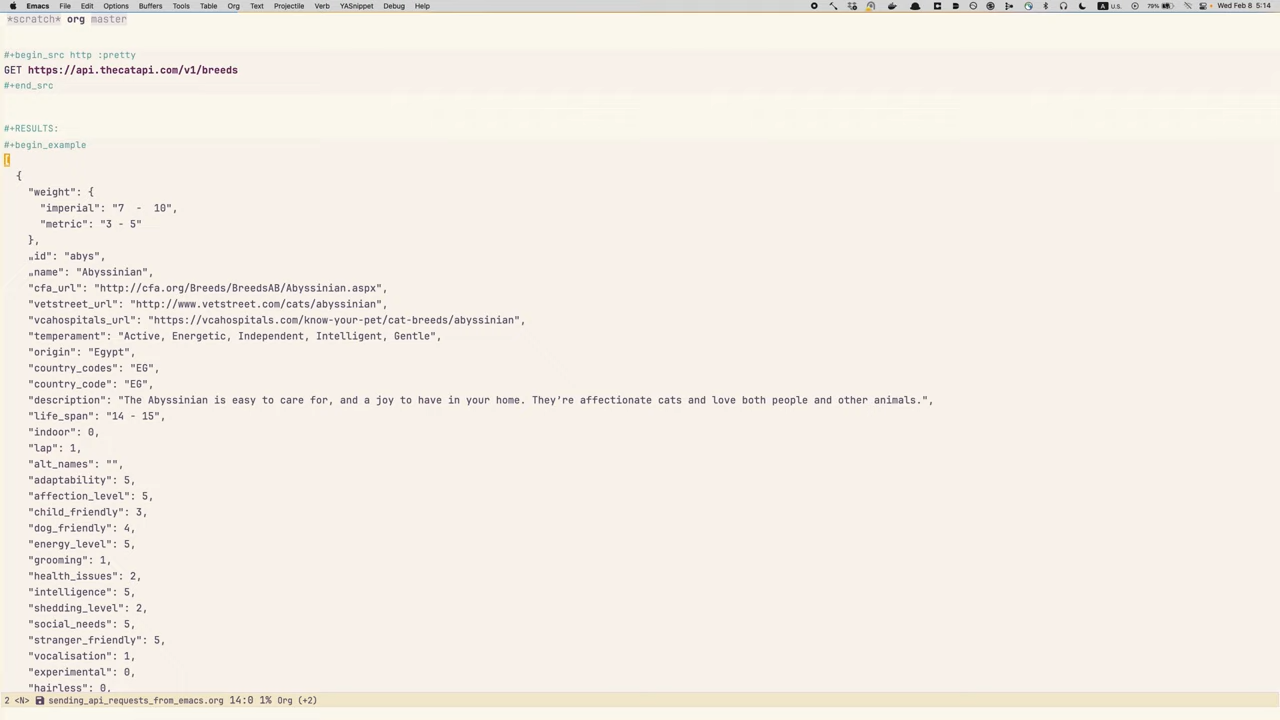 Emacs File Edit Options Buffers Tools Table Org Text Projectile Verb YASnippet Debug Help A U.S. 79% Wed Feb 8 5:14
*scratch* org master
#+begin_src http :pretty
GET https://api.thecatapi.com/v1/breeds
#+end_src
#+RESULTS:
#+begin_example
[
{
"weight": {
"imperial": "7  -  10",
"metric": "3 - 5"
},
"id": "abys",
"name": "Abyssinian",
"cfa_url": "http://cfa.org/Breeds/BreedsAB/Abyssinian.aspx",
"vetstreet_url": "http://www.vetstreet.com/cats/abyssinian",
"vcahospitals_url": "https://vcahospitals.com/know-your-pet/cat-breeds/abyssinian",
"temperament": "Active, Energetic, Independent, Intelligent, Gentle",
"origin": "Egypt",
"country_codes": "EG",
"country_code": "EG",
"description": "The Abyssinian is easy to care for, and a joy to have in your home. They're affectionate cats and love both people and other animals.",
"life_span": "14 - 15",
"indoor": 0,
"lap": 1,
"alt_names": "",
"adaptability": 5,
"affection_level": 5,
"child_friendly": 3,
"dog_friendly": 4,
"energy_level": 5,
"grooming": 1,
"health_issues": 2,
"intelligence": 5,
"shedding_level": 2,
"social_needs": 5,
"stranger_friendly": 5,
"vocalisation": 1,
"experimental": 0,
"hairless": 0,
2 <N> sending_api_requests_from_emacs.org 14:0 1% Org (+2)